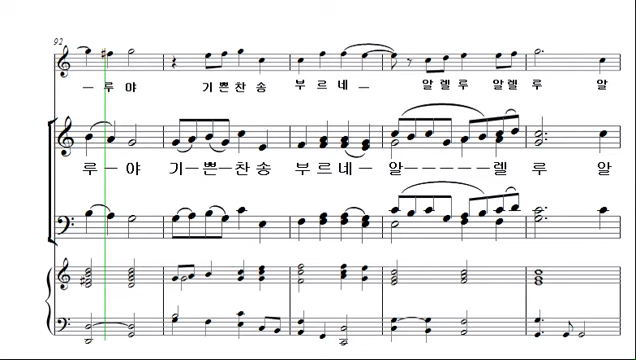 92
－루 야 기쁜찬송 부르네－ 알렐루 알렐루 알
루－야 기－쁜－찬송 부르네－알－－－－－렐루 알